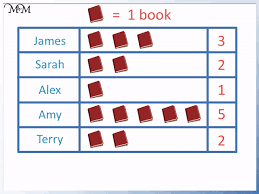 = 1 book
James 3
Sarah 2
Alex 1
Amy 5
Terry 2